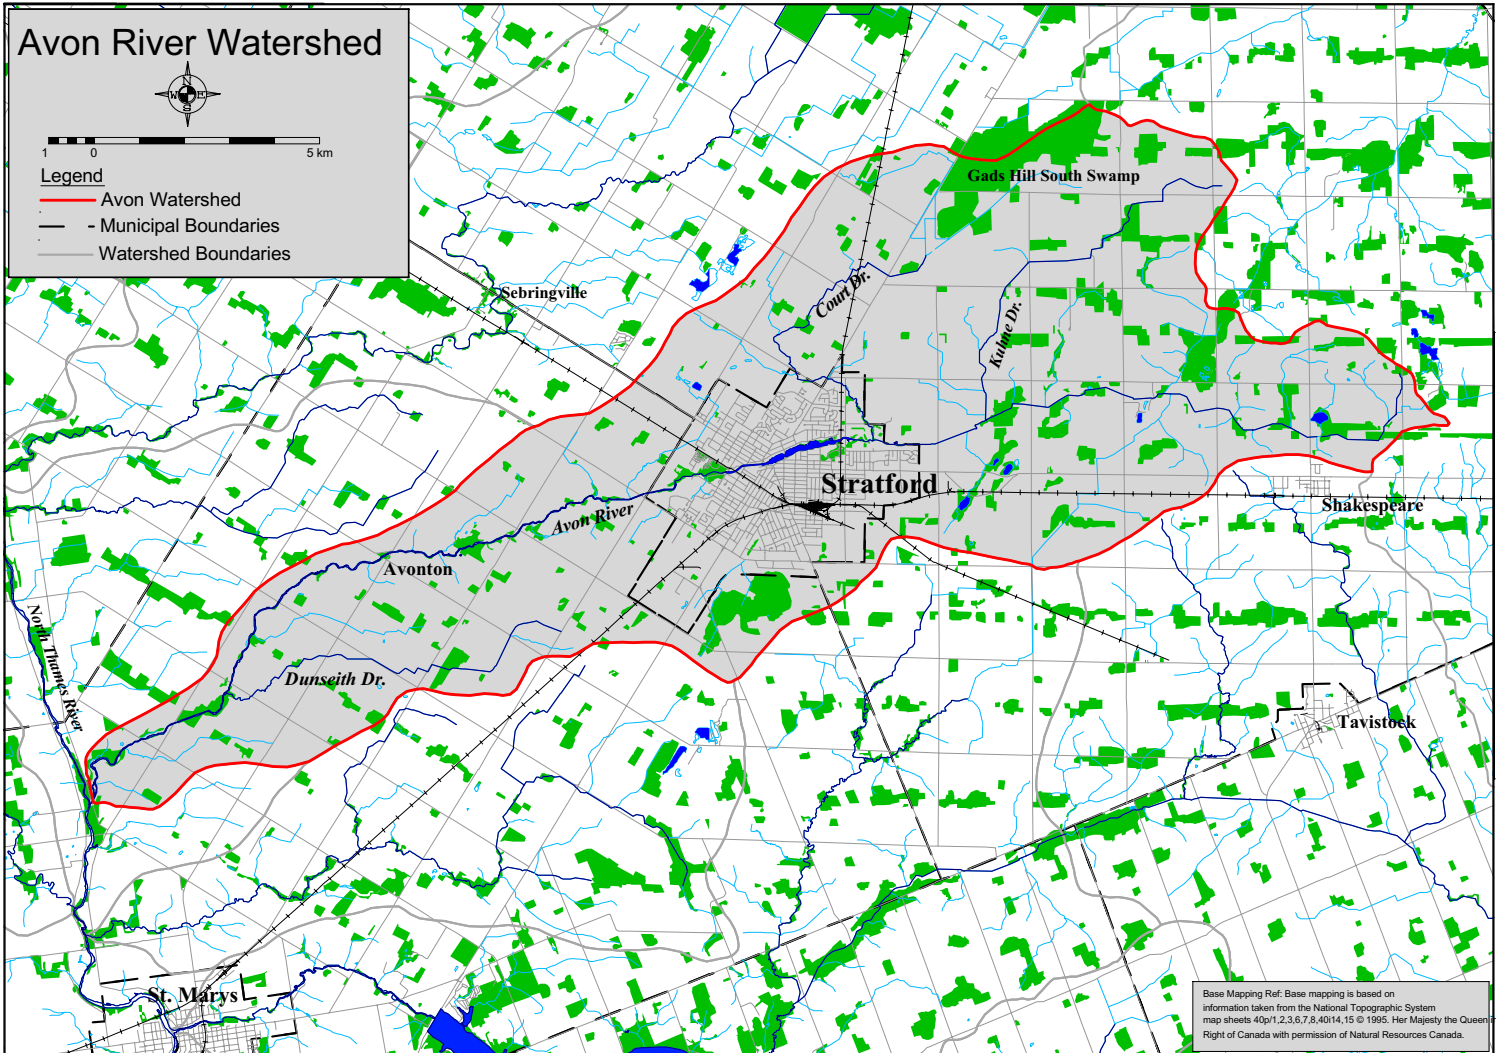 Avon River Watershed
N
W E
S
1 0 5 km
Legend
Avon Watershed
Municipal Boundaries
Watershed Boundaries
Gads Hill South Swamp
Sebringville
Court Dr.
Kuhne Dr.
Stratford
Shakespeare
Avon River
Avonton
North Thames River
Dunseith Dr.
Tavistock
St. Marys
Base Mapping Ref: Base mapping is based on
information taken from the National Topographic System
map sheets 40p/1,2,3,6,7,8,40I14,15 © 1995. Her Majesty the Queen in
Right of Canada with permission of Natural Resources Canada.